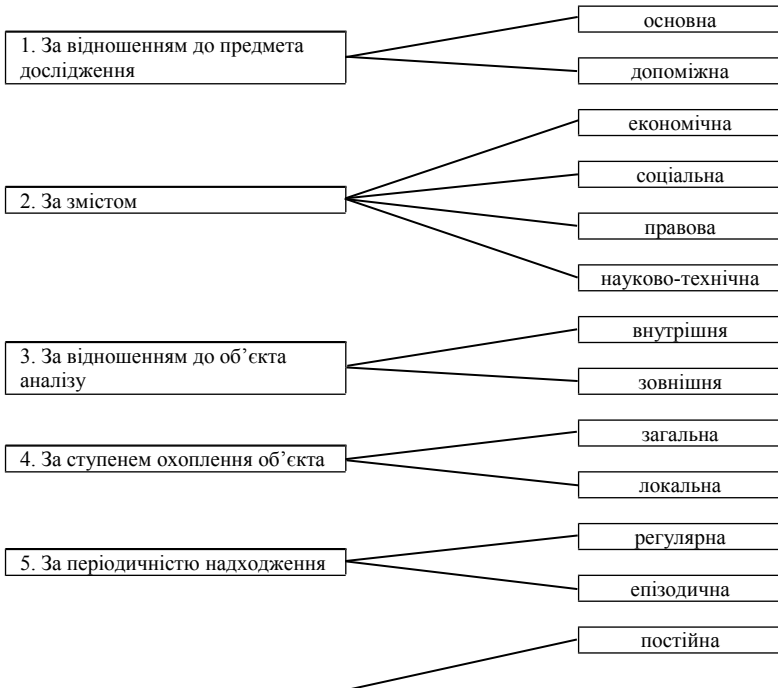 1. За відношенням до предмета
дослідження
основна
допоміжна
2. За змістом
економічна
соціальна
правова
науково-технічна
3. За відношенням до об’єкта
аналізу
внутрішня
зовнішня
4. За ступенем охоплення об’єкта
загальна
локальна
5. За періодичністю надходження
регулярна
епізодична
постійна